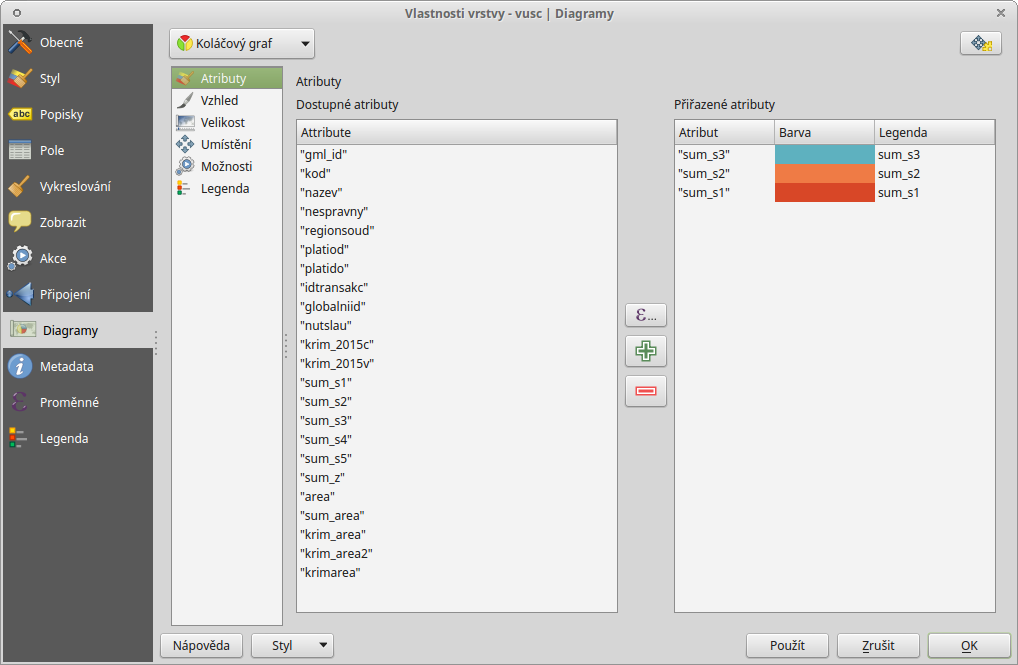 Vlastnosti vrstvy - vusc | Diagramy
Obecné
Styl
abc Popisky
Pole
Vykreslování
Zobrazit
Akce
Připojení
Diagramy
Metadata
Proměnné
Legenda
Koláčový graf
Atributy
Vzhled
Velikost
Umístění
Možnosti
Legenda
Atributy
Dostupné atributy
Attribute
"gml_id"
"kod"
"nazev"
"nespravny"
"regionsoud"
"platiod"
"platido"
"idtransakc"
"globalniid"
"nutslau"
"krim_2015c"
"krim_2015v"
"sum_s1"
"sum_s2"
"sum_s3"
"sum_s4"
"sum_s5"
"sum_z"
"area"
"sum_area"
"krim_area"
"krim_area2"
"krimarea"
ε...
Přiřazené atributy
Atribut Barva Legenda
"sum_s3" sum_s3
"sum_s2" sum_s2
"sum_s1" sum_s1
Nápověda
Styl
Použít
Zrušit
OK